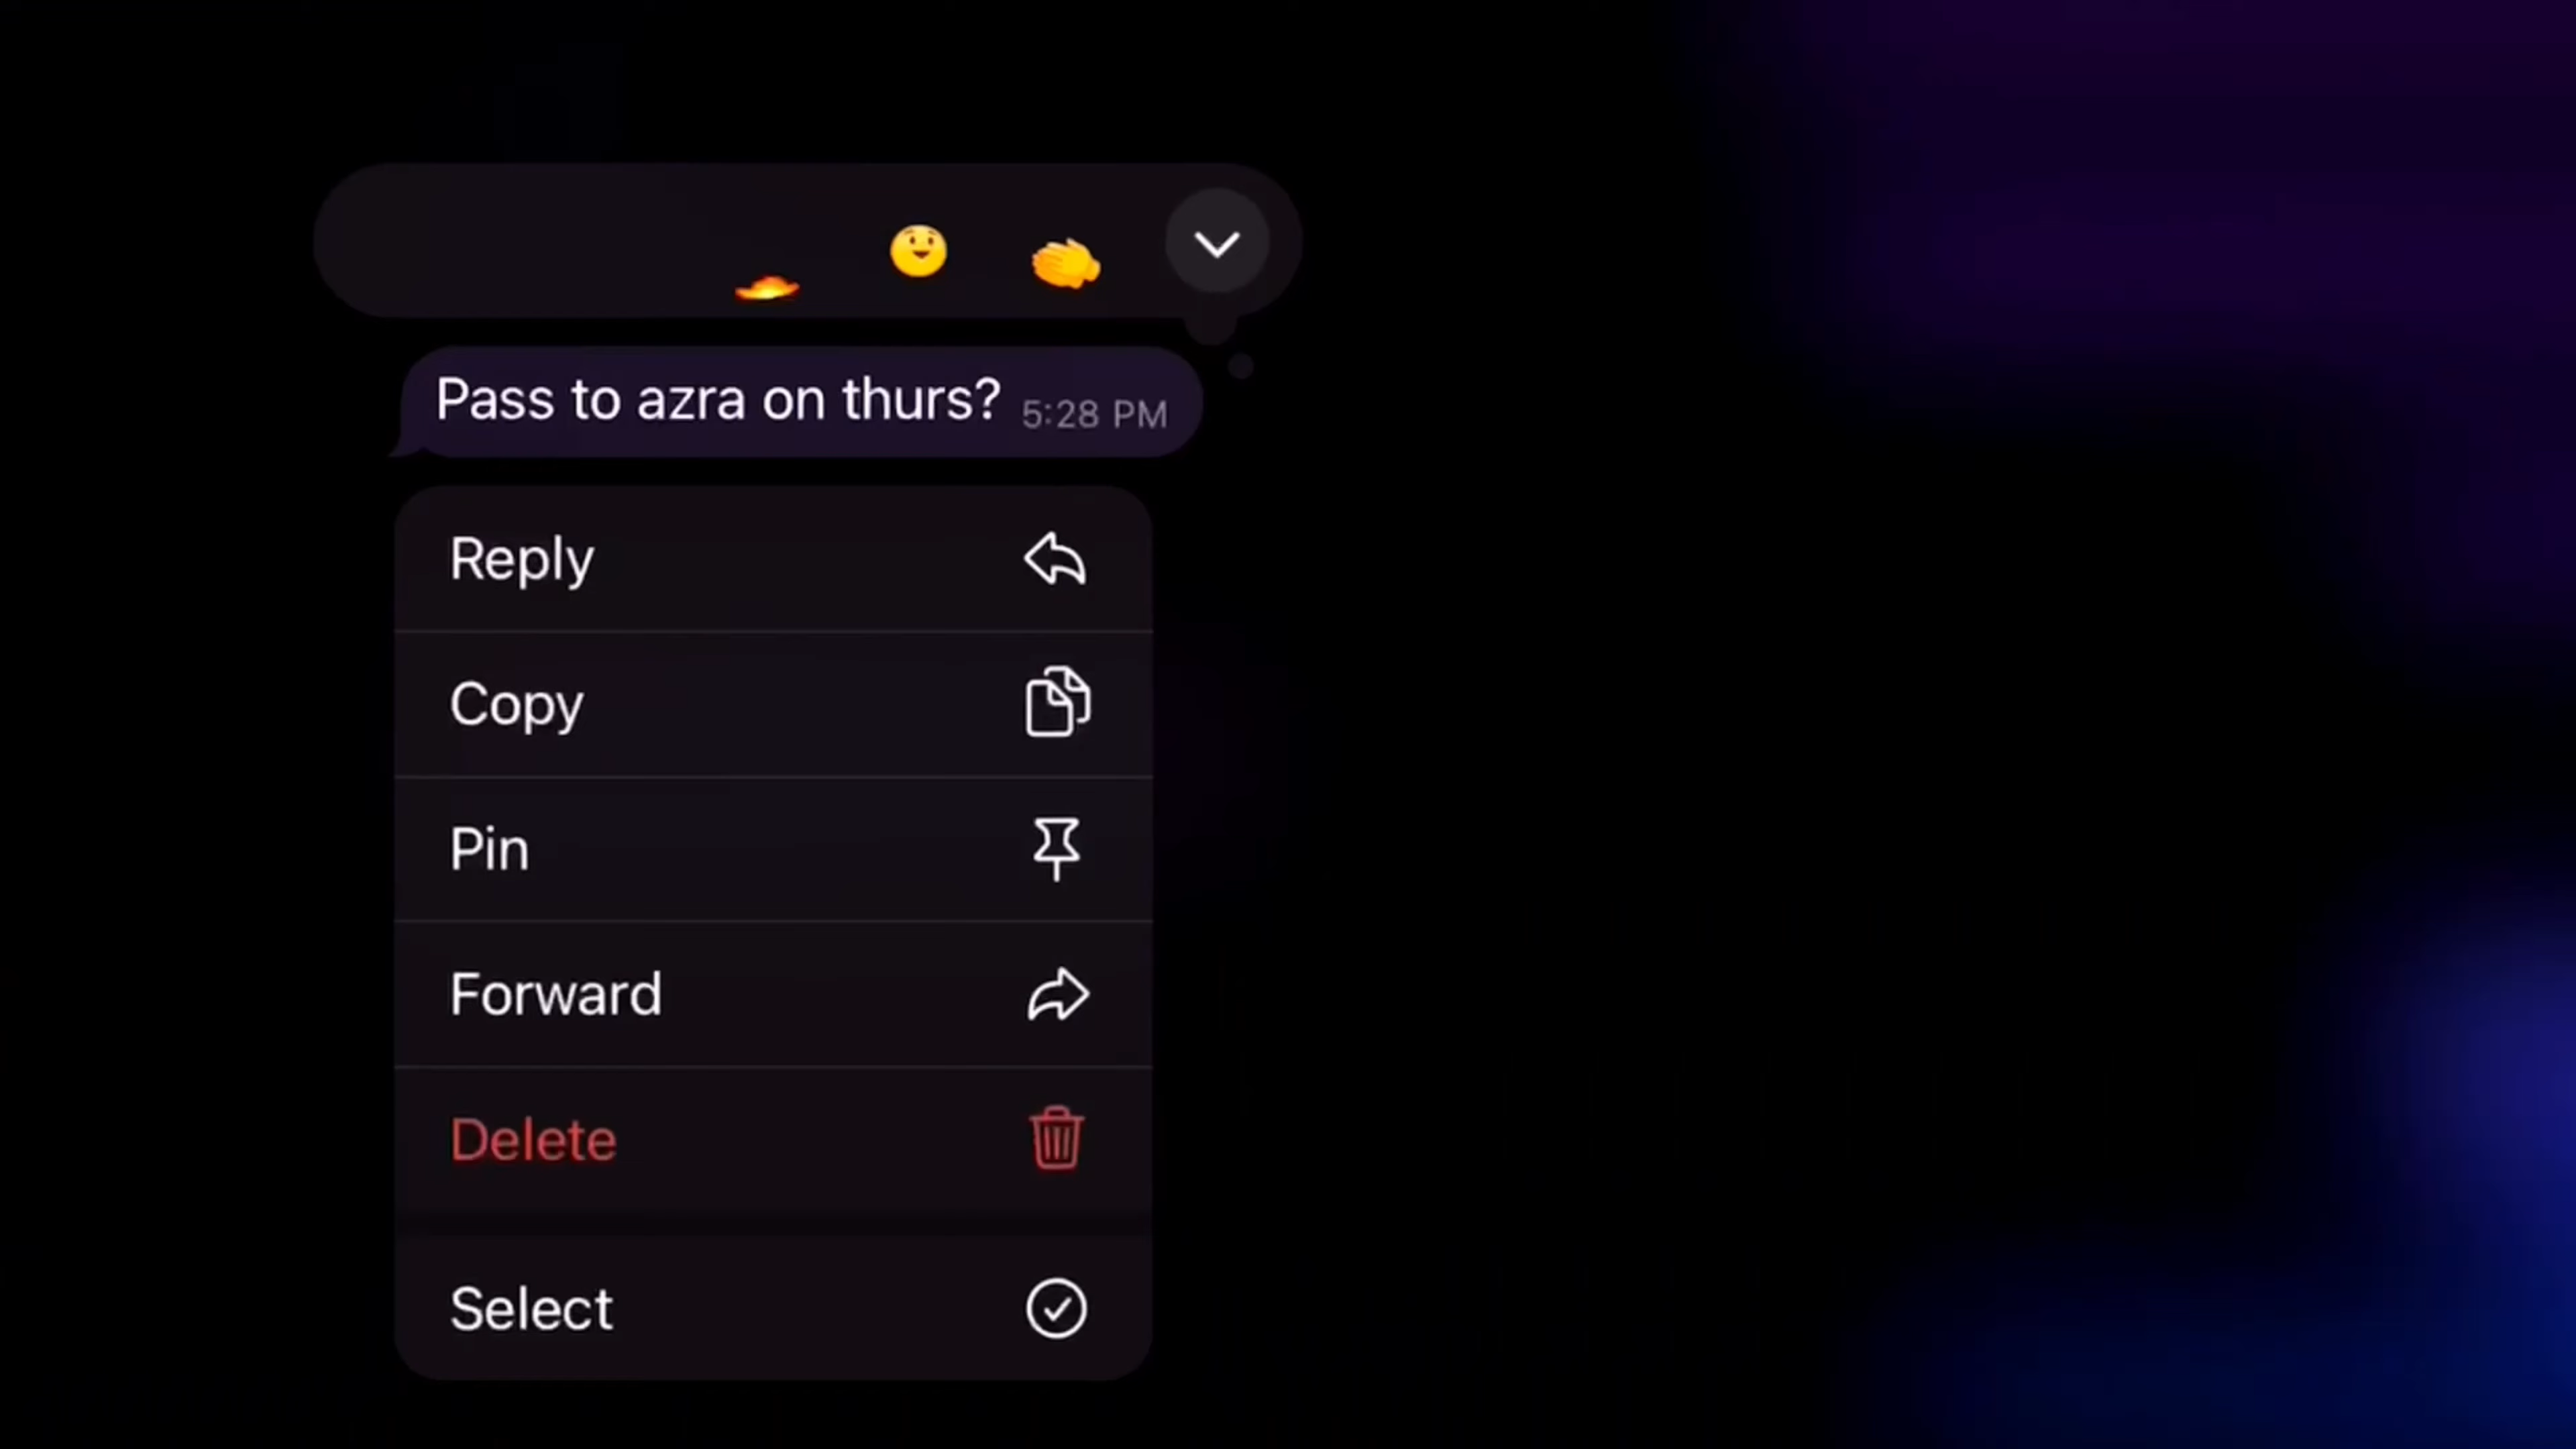 Pass to azra on thurs? 5:28 PM
Reply
Copy
Pin
Forward
Delete
Select